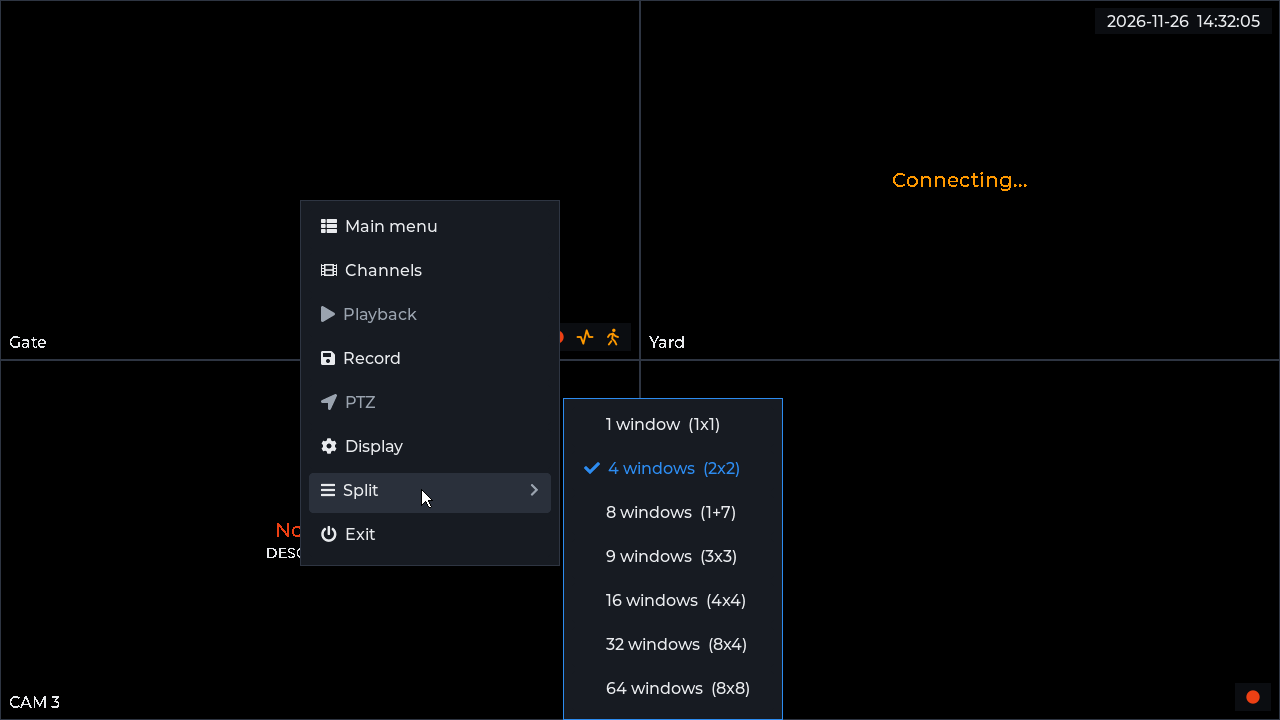 2026-11-26 14:32:05
Connecting...
Main menu
Channels
Playback
Record
PTZ
Display
Split
Exit
Gate
Yard
1 window (1x1)
4 windows (2x2)
8 windows (1+7)
9 windows (3x3)
16 windows (4x4)
32 windows (8x4)
64 windows (8x8)
CAM 3